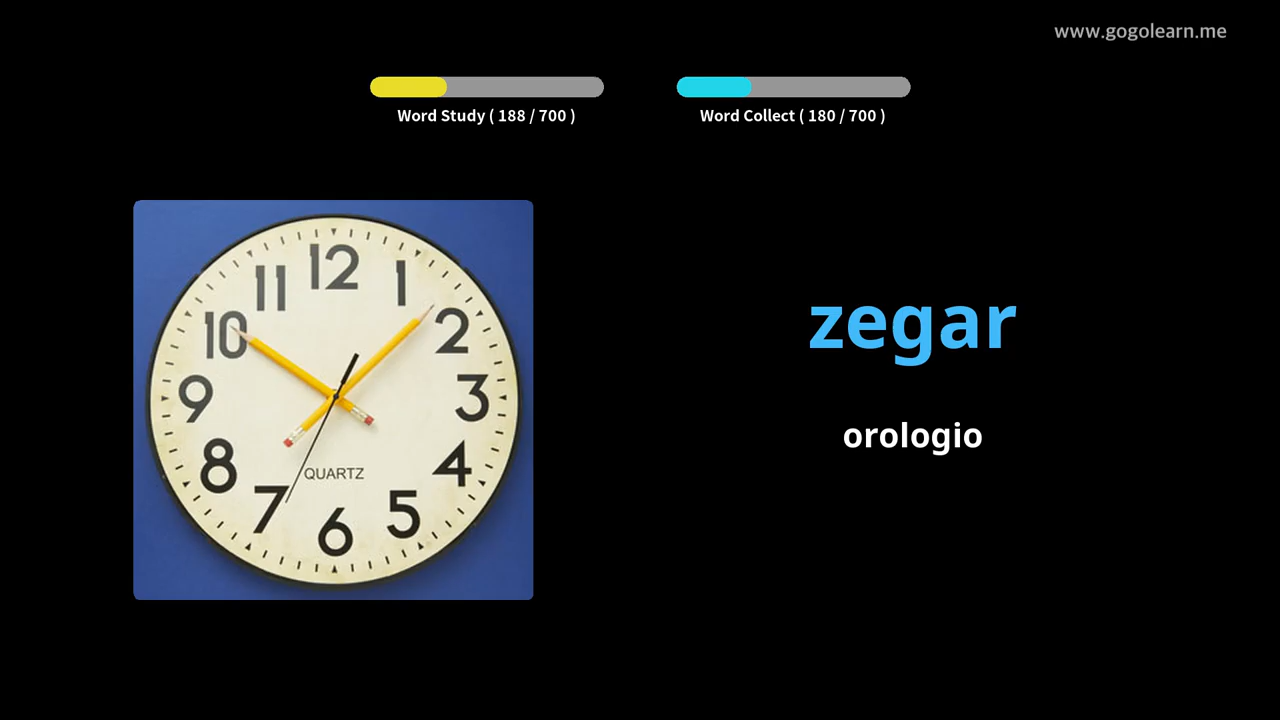 www.gogolearn.me
Word Study ( 188 / 700 )
Word Collect ( 180 / 700 )
12
11
1
10
2
9
3
8
4
7
5
6
QUARTZ
zegar
orologio